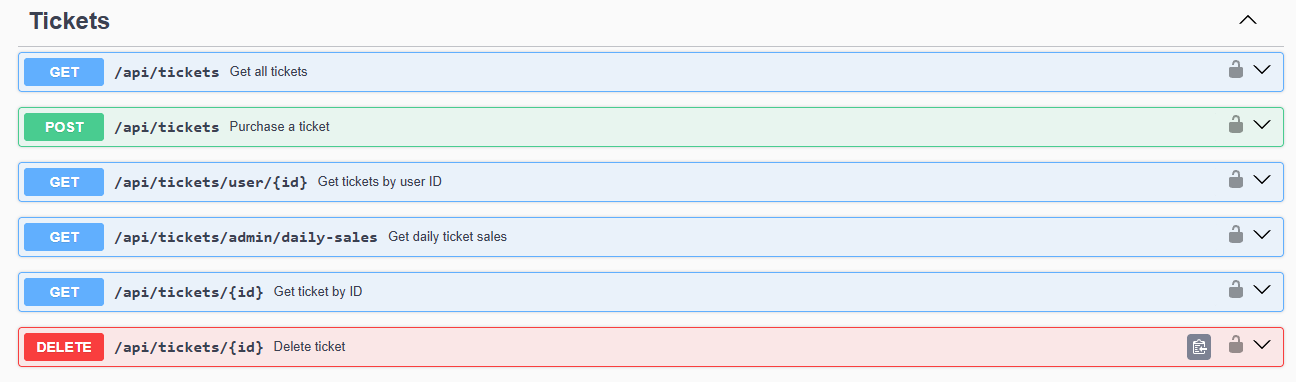 Tickets
GET /api/tickets Get all tickets
POST /api/tickets Purchase a ticket
GET /api/tickets/user/{id} Get tickets by user ID
GET /api/tickets/admin/daily-sales Get daily ticket sales
GET /api/tickets/{id} Get ticket by ID
DELETE /api/tickets/{id} Delete ticket